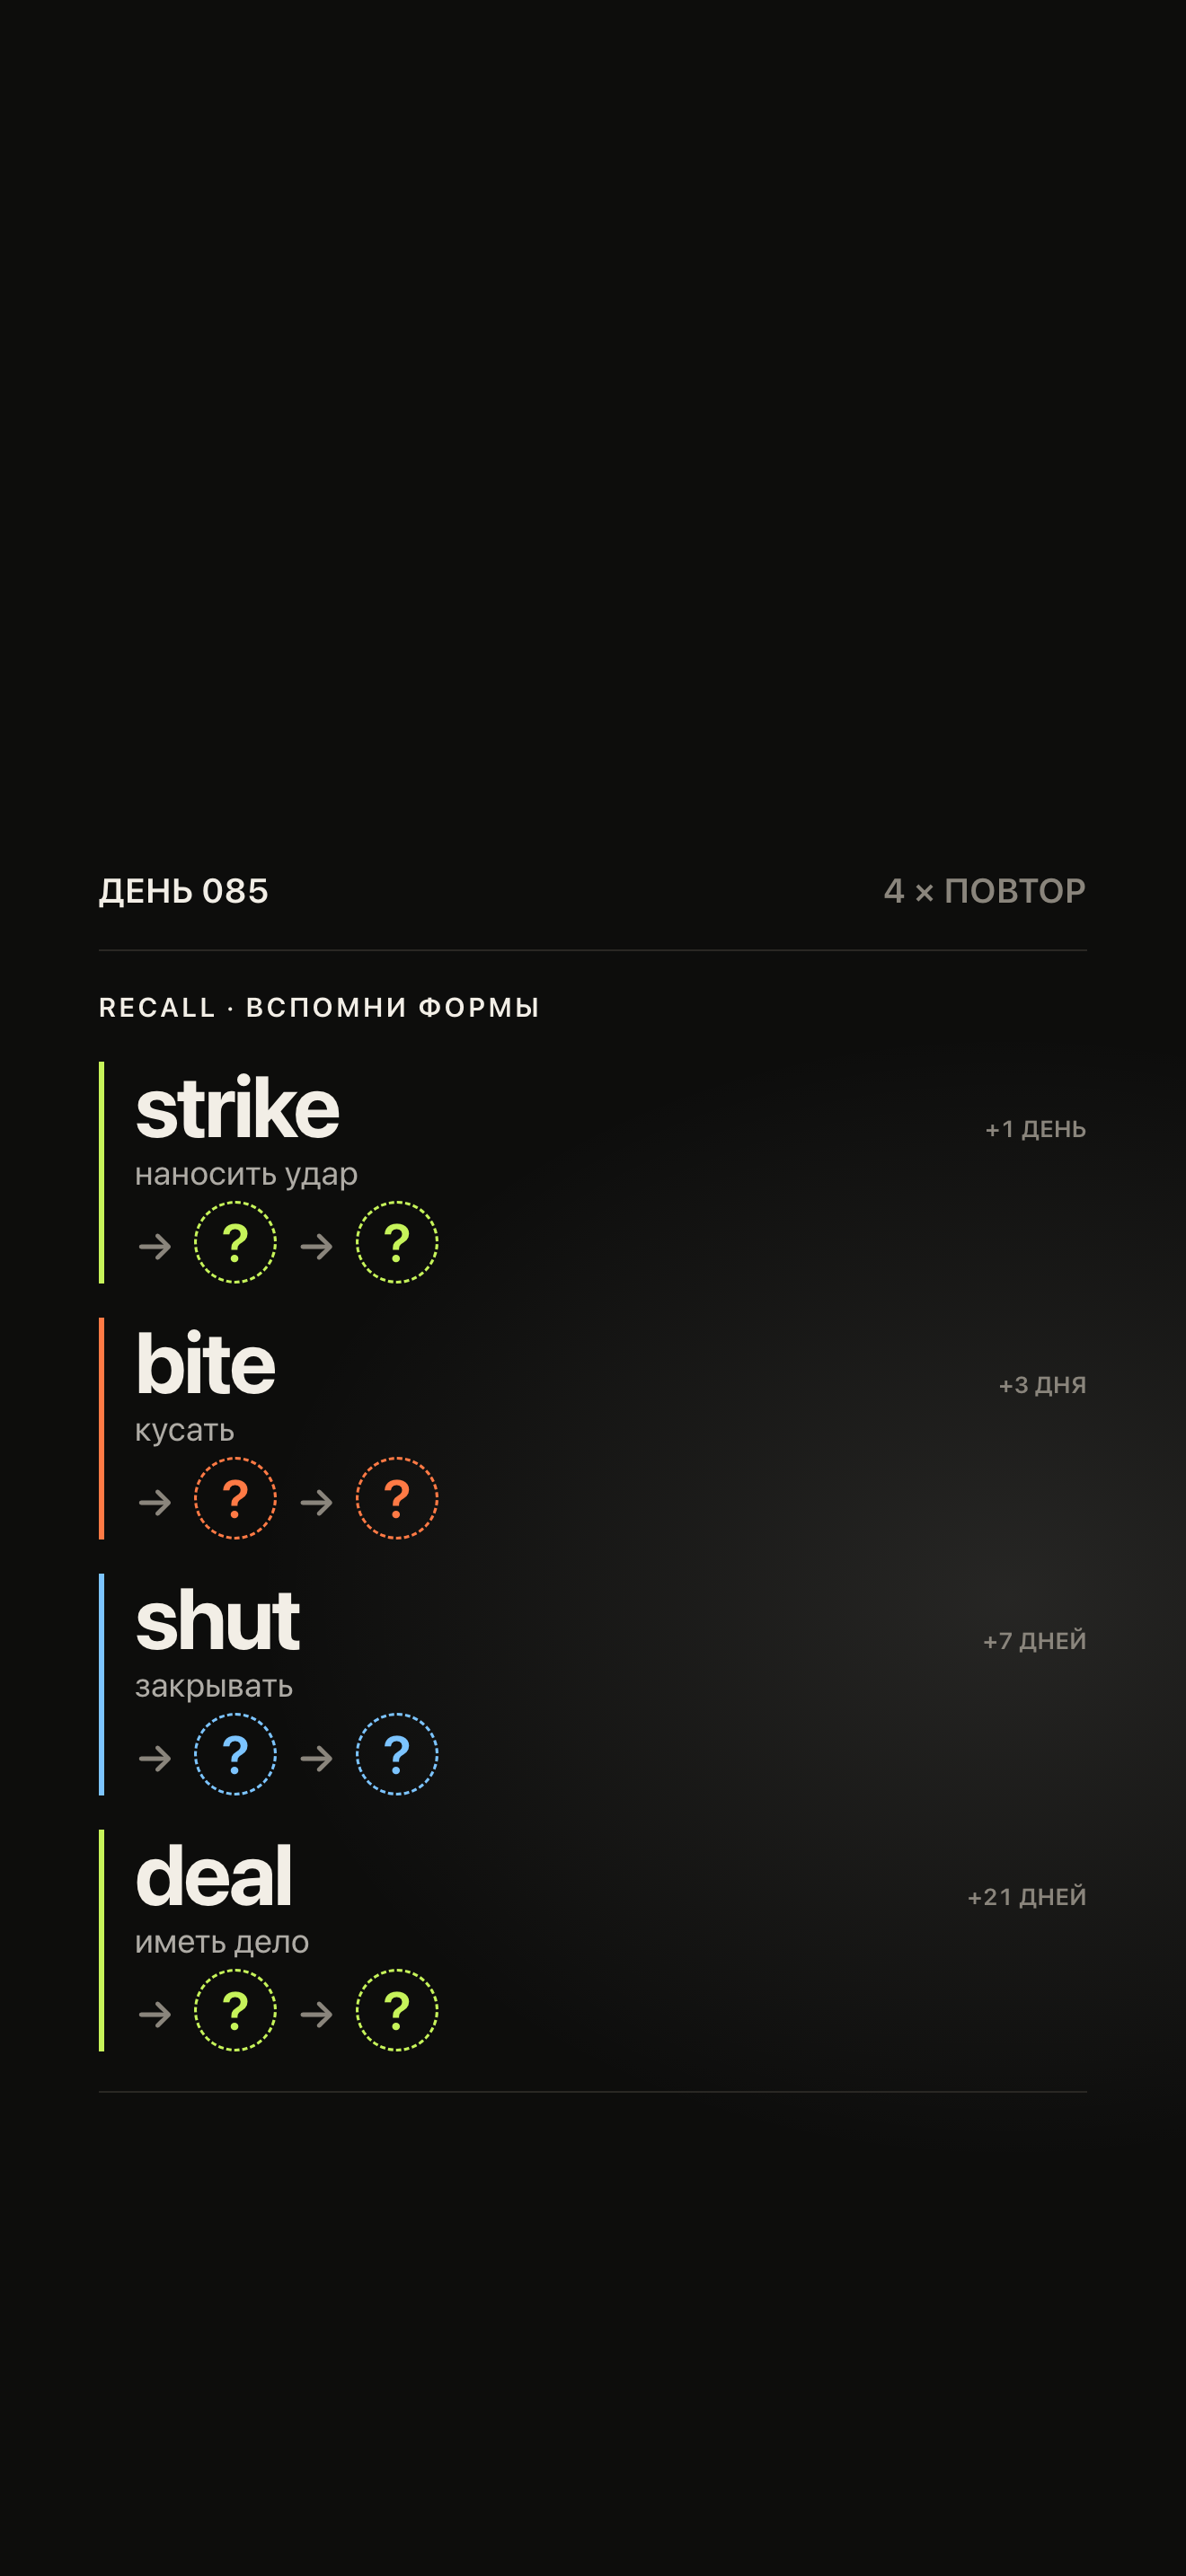 ДЕНЬ 085
4 × ПОВТОР
RECALL · ВСПОМНИ ФОРМЫ
strike
+1 ДЕНЬ
наносить удар
→ ? → ?
bite
+3 ДНЯ
кусать
→ ? → ?
shut
+7 ДНЕЙ
закрывать
→ ? → ?
deal
+21 ДНЕЙ
иметь дело
→ ? → ?